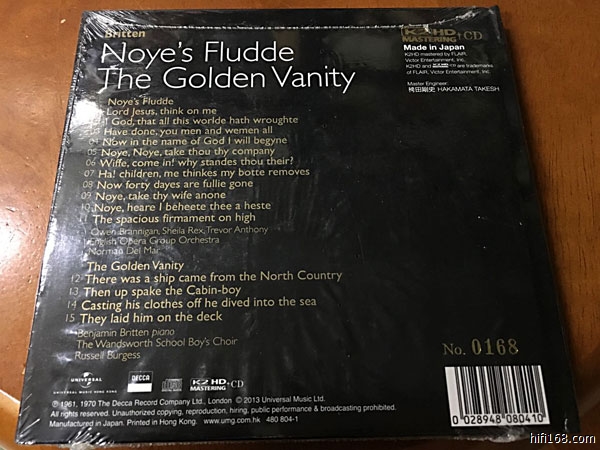 Britten
Noye's Fludde
The Golden Vanity
K2HD MASTERING +CD
Made in Japan
K2HD mastered by FLAIR,
Victor Entertainment, Inc.
K2HD and are trademarks
of FLAIR, Victor Entertainment, Inc.
Master Engineer:
袴田剛史 HAKAMATA TAKESH
Noye's Fludde
Lord Jesus, think on me
I God, that all this worlde hath wroughte
03 Have done, you men and wemen all
04 Now in the name of God I will begyne
05 Noye, Noye, take thou thy company
06 Wiffe, come in! why standes thou their?
07 Ha! children, me thinkes my botte removes
08 Now forty dayes are fullie gone
09 Noye, take thy wife anone
10 Noye, heare I beheete thee a heste
11 The spacious firmament on high
Owen Brannigan, Sheila Rex, Trevor Anthony
English Opera Group Orchestra
Norman Del Mar
The Golden Vanity
12 There was a ship came from the North Country
13 Then up spake the Cabin-boy
14 Casting his clothes off he dived into the sea
15 They laid him on the deck
Benjamin Britten piano
The Wandsworth School Boy's Choir
Russell Burgess
No. 0168
UNIVERSAL
UNIVERSAL MUSIC HONG KONG
DECCA
K2 HD MASTERING +CD
℗ 1961, 1970 The Decca Record Company Ltd., London © 2013 Universal Music Ltd.
All rights reserved. Unauthorized copying, reproduction, hiring, public performance & broadcasting prohibited.
Manufactured in Japan. Printed in Hong Kong. www.umg.com.hk 480 804-1
0 028948 080410
hifi168.com